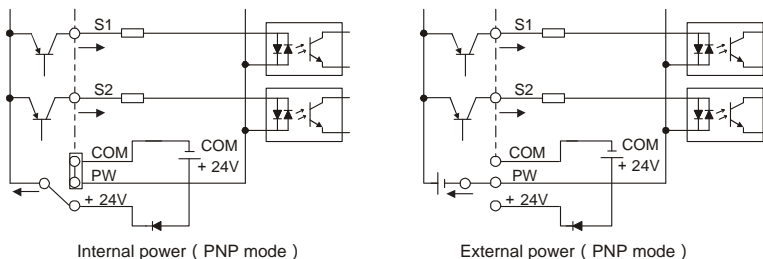 S1
S2
COM
COM
+ 24V
PW
+ 24V
Internal power ( PNP mode )
S1
S2
COM
COM
+ 24V
PW
+ 24V
External power ( PNP mode )